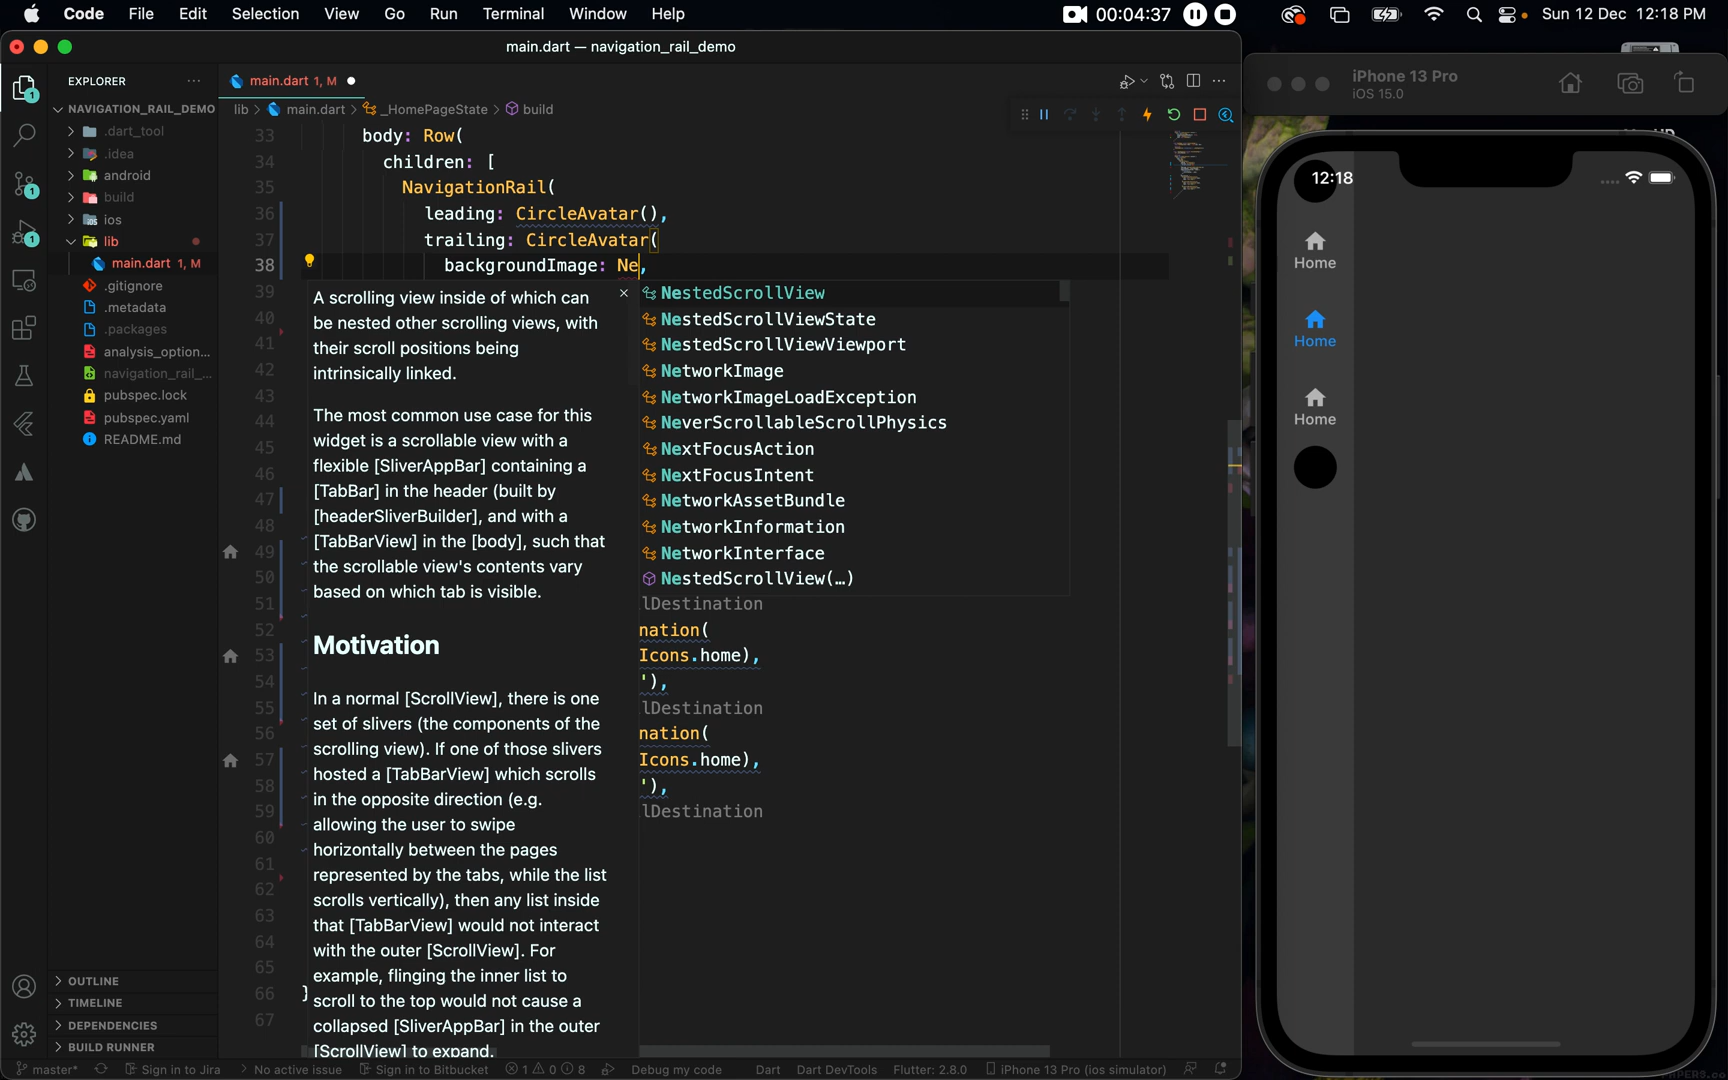 Code File Edit Selection View Go Run Terminal Window Help 00:04:37 Sun 12 Dec 12:18 PM
main.dart — navigation_rail_demo
EXPLORER ···
NAVIGATION_RAIL_DEMO
.dart_tool
.idea
android
build
ios
lib
main.dart 1, M
.gitignore
.metadata
.packages
analysis_option...
navigation_rail_...
pubspec.lock
pubspec.yaml
README.md
OUTLINE
TIMELINE
DEPENDENCIES
BUILD RUNNER
1
1
1
main.dart 1, M
lib > main.dart > _HomePageState > build
33 body: Row(
34 children: [
35 NavigationRail(
36 leading: CircleAvatar(),
37 trailing: CircleAvatar(
38 backgroundImage: Ne,
39
40
41
42
43
44
45
46
47
48
49
50
51 lDestination
52 nation(
53 Icons.home),
54 '),
55 lDestination
56 nation(
57 Icons.home),
58 '),
59 lDestination
60
61
62
63
64
65
66 }
67
A scrolling view inside of which can
be nested other scrolling views, with
their scroll positions being
intrinsically linked.
The most common use case for this
widget is a scrollable view with a
flexible [SliverAppBar] containing a
[TabBar] in the header (built by
[headerSliverBuilder], and with a
[TabBarView] in the [body], such that
the scrollable view's contents vary
based on which tab is visible.
Motivation
In a normal [ScrollView], there is one
set of slivers (the components of the
scrolling view). If one of those slivers
hosted a [TabBarView] which scrolls
in the opposite direction (e.g.
allowing the user to swipe
horizontally between the pages
represented by the tabs, while the list
scrolls vertically), then any list inside
that [TabBarView] would not interact
with the outer [ScrollView]. For
example, flinging the inner list to
scroll to the top would not cause a
collapsed [SliverAppBar] in the outer
[ScrollView] to expand.
NestedScrollView
NestedScrollViewState
NestedScrollViewViewport
NetworkImage
NetworkImageLoadException
NeverScrollableScrollPhysics
NextFocusAction
NextFocusIntent
NetworkAssetBundle
NetworkInformation
NetworkInterface
NestedScrollView(…)
master* Sign in to Jira No active issue Sign in to Bitbucket 1 0 8 Debug my code Dart Dart DevTools Flutter: 2.8.0 iPhone 13 Pro (ios simulator)
iPhone 13 Pro
iOS 15.0
12:18
Home
Home
Home